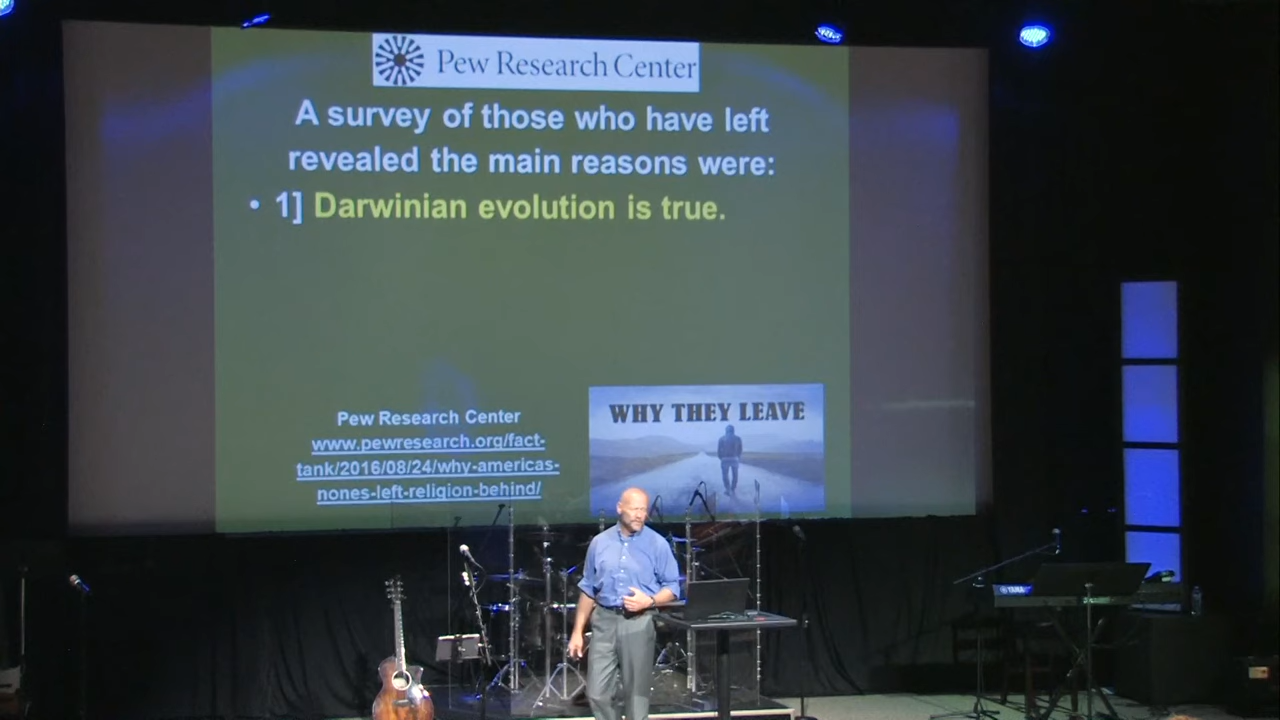 Pew Research Center
A survey of those who have left
revealed the main reasons were:
• 1] Darwinian evolution is true.
Pew Research Center
www.pewresearch.org/fact-
tank/2016/08/24/why-americas-
nones-left-religion-behind/
WHY THEY LEAVE
YAMAHA